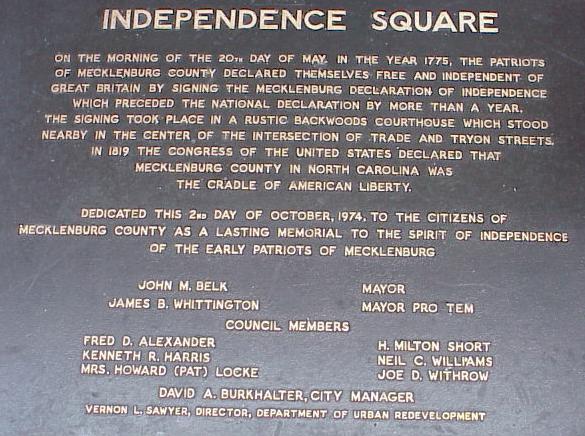 INDEPENDENCE SQUARE
ON THE MORNING OF THE 20TH DAY OF MAY, IN THE YEAR 1775, THE PATRIOTS
OF MECKLENBURG COUNTY DECLARED THEMSELVES FREE AND INDEPENDENT OF
GREAT BRITAIN BY SIGNING THE MECKLENBURG DECLARATION OF INDEPENDENCE
WHICH PRECEDED THE NATIONAL DECLARATION BY MORE THAN A YEAR.
THE SIGNING TOOK PLACE IN A RUSTIC BACKWOODS COURTHOUSE WHICH STOOD
NEARBY IN THE CENTER OF THE INTERSECTION OF TRADE AND TRYON STREETS.
IN 1819 THE CONGRESS OF THE UNITED STATES DECLARED THAT
MECKLENBURG COUNTY IN NORTH CAROLINA WAS
THE CRADLE OF AMERICAN LIBERTY.
DEDICATED THIS 2ND DAY OF OCTOBER, 1974, TO THE CITIZENS OF
MECKLENBURG COUNTY AS A LASTING MEMORIAL TO THE SPIRIT OF INDEPENDENCE
OF THE EARLY PATRIOTS OF MECKLENBURG
JOHN M. BELK MAYOR
JAMES B. WHITTINGTON MAYOR PRO TEM
COUNCIL MEMBERS
FRED D. ALEXANDER H. MILTON SHORT
KENNETH R. HARRIS NEIL C. WILLIAMS
MRS. HOWARD (PAT) LOCKE JOE D. WITHROW
DAVID A. BURKHALTER, CITY MANAGER
VERNON L. SAWYER, DIRECTOR, DEPARTMENT OF URBAN REDEVELOPMENT